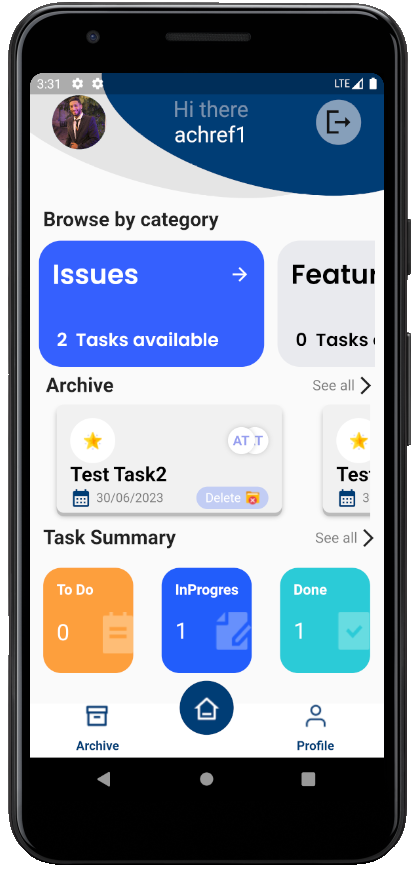 3:31
LTE
Hi there
achref1
Browse by category
Issues
2 Tasks available
Featur
0 Tasks
Archive
See all
AT
.T
Test Task2
30/06/2023
Delete
Tes
3
Task Summary
See all
To Do
0
InProgres
1
Done
1
Archive
Profile